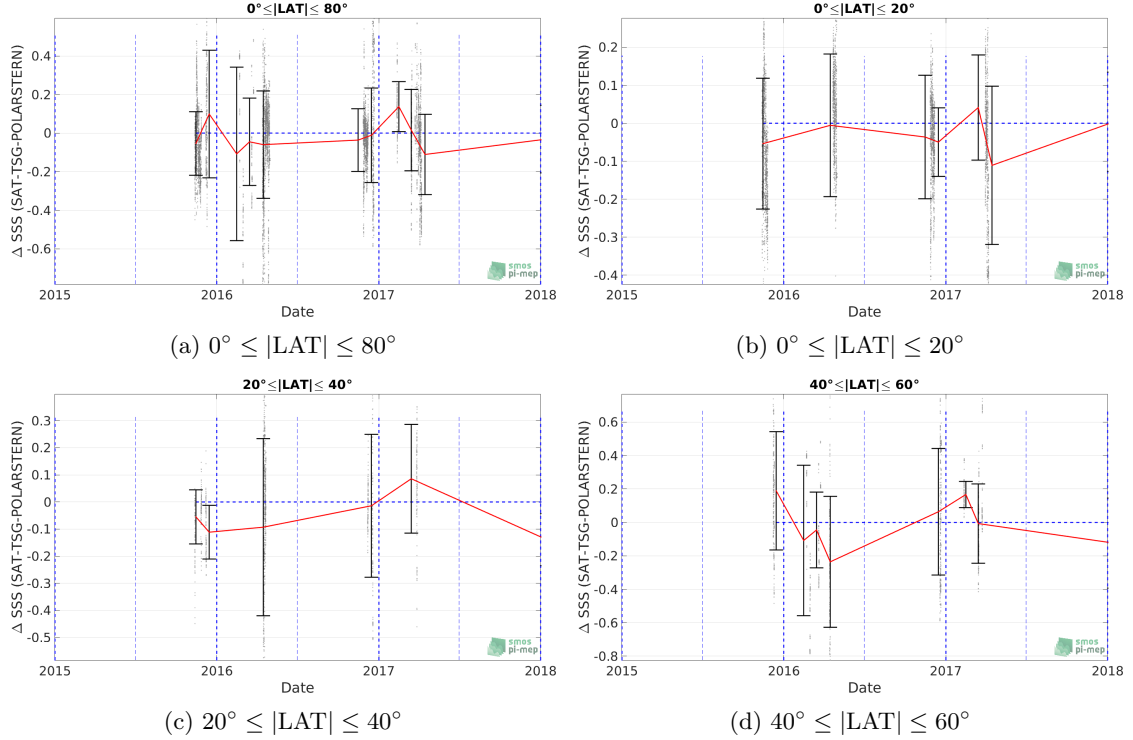 0°≤|LAT|≤ 80°
Δ SSS (SAT-TSG-POLARSTERN)
0.4
0.2
0
-0.2
-0.4
-0.6
smos
pi-mep
2015
2016
2017
2018
Date
(a) 0° ≤ |LAT| ≤ 80°
0°≤|LAT|≤ 20°
Δ SSS (SAT-TSG-POLARSTERN)
0.2
0.1
0
-0.1
-0.2
-0.3
-0.4
smos
pi-mep
2015
2016
2017
2018
Date
(b) 0° ≤ |LAT| ≤ 20°
20°≤|LAT|≤ 40°
Δ SSS (SAT-TSG-POLARSTERN)
0.3
0.2
0.1
0
-0.1
-0.2
-0.3
-0.4
-0.5
smos
pi-mep
2015
2016
2017
2018
Date
(c) 20° ≤ |LAT| ≤ 40°
40°≤|LAT|≤ 60°
Δ SSS (SAT-TSG-POLARSTERN)
0.6
0.4
0.2
0
-0.2
-0.4
-0.6
-0.8
smos
pi-mep
2015
2016
2017
2018
Date
(d) 40° ≤ |LAT| ≤ 60°